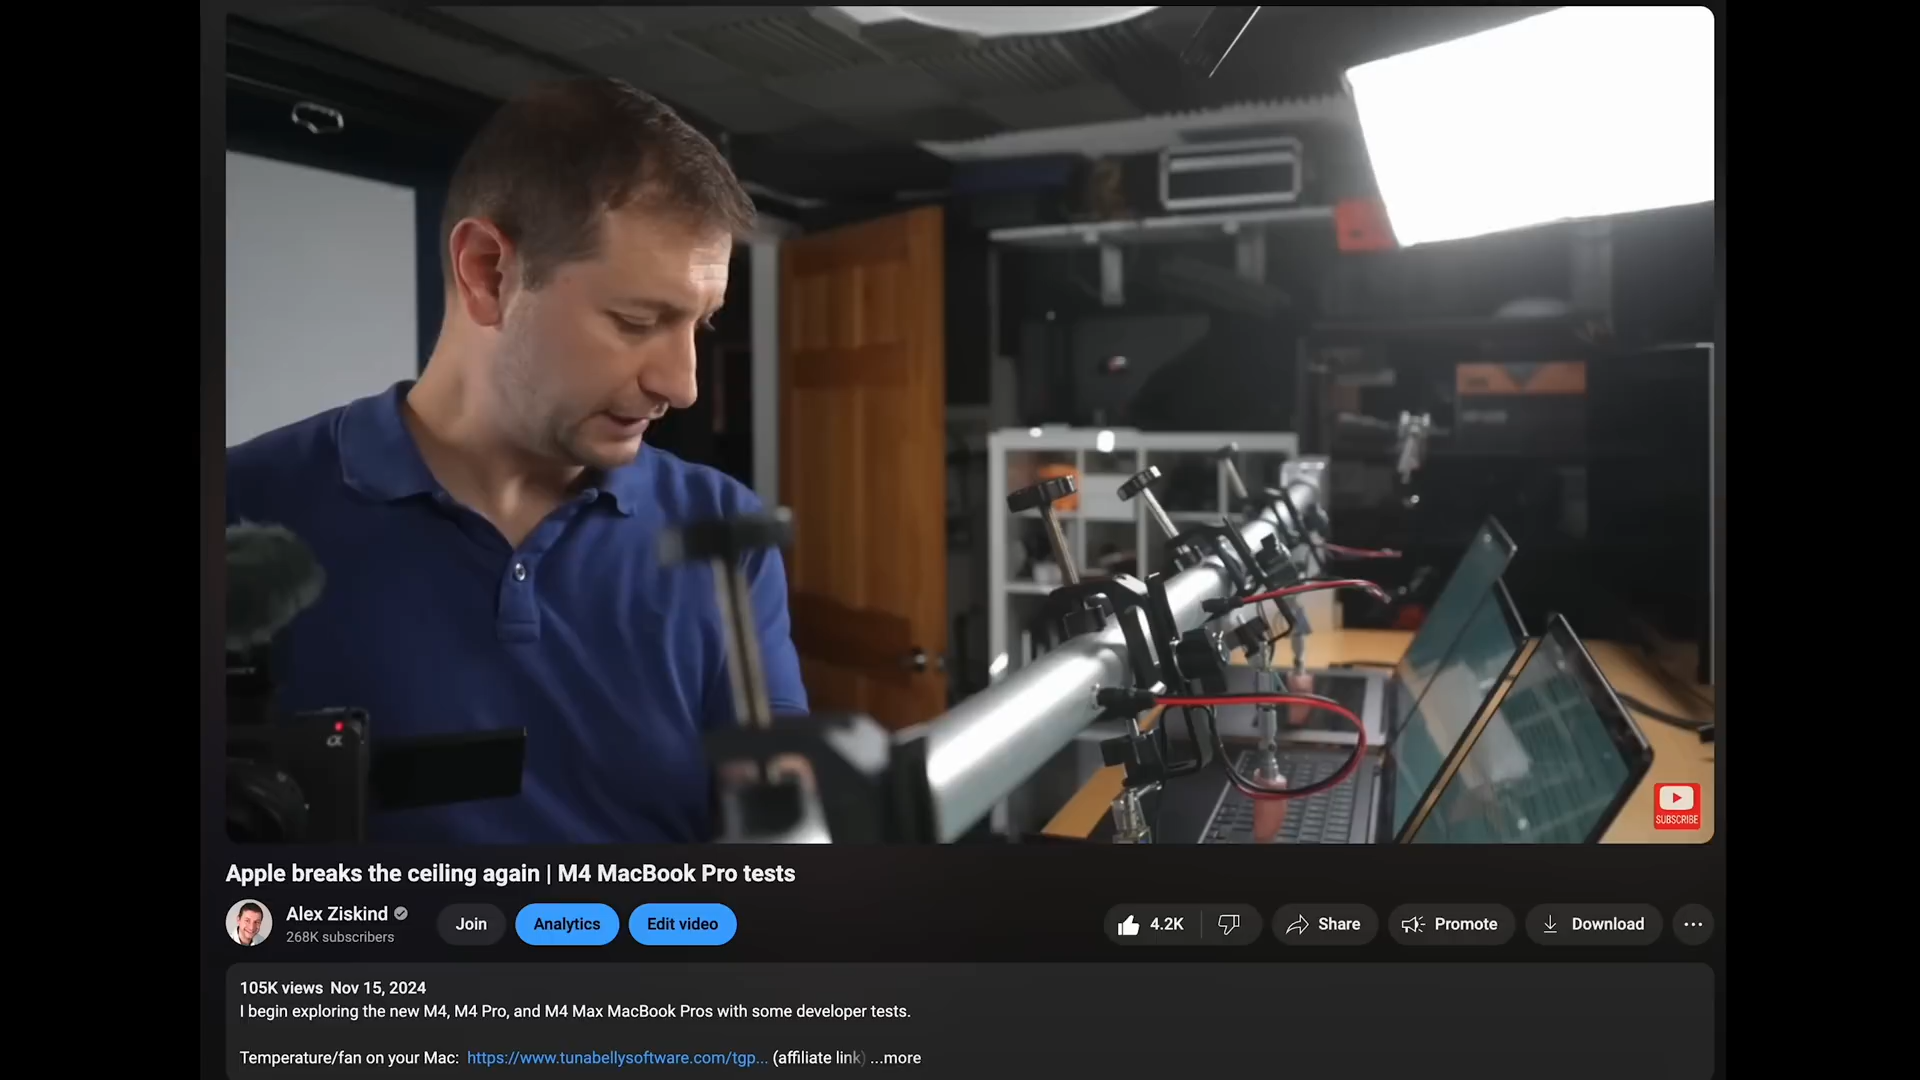 α
SUBSCRIBE
Apple breaks the ceiling again | M4 MacBook Pro tests
Alex Ziskind
268K subscribers
Join
Analytics
Edit video
4.2K
Share
Promote
Download
105K views Nov 15, 2024
I begin exploring the new M4, M4 Pro, and M4 Max MacBook Pros with some developer tests.
Temperature/fan on your Mac: https://www.tunabellysoftware.com/tgp... (affiliate link) ...more